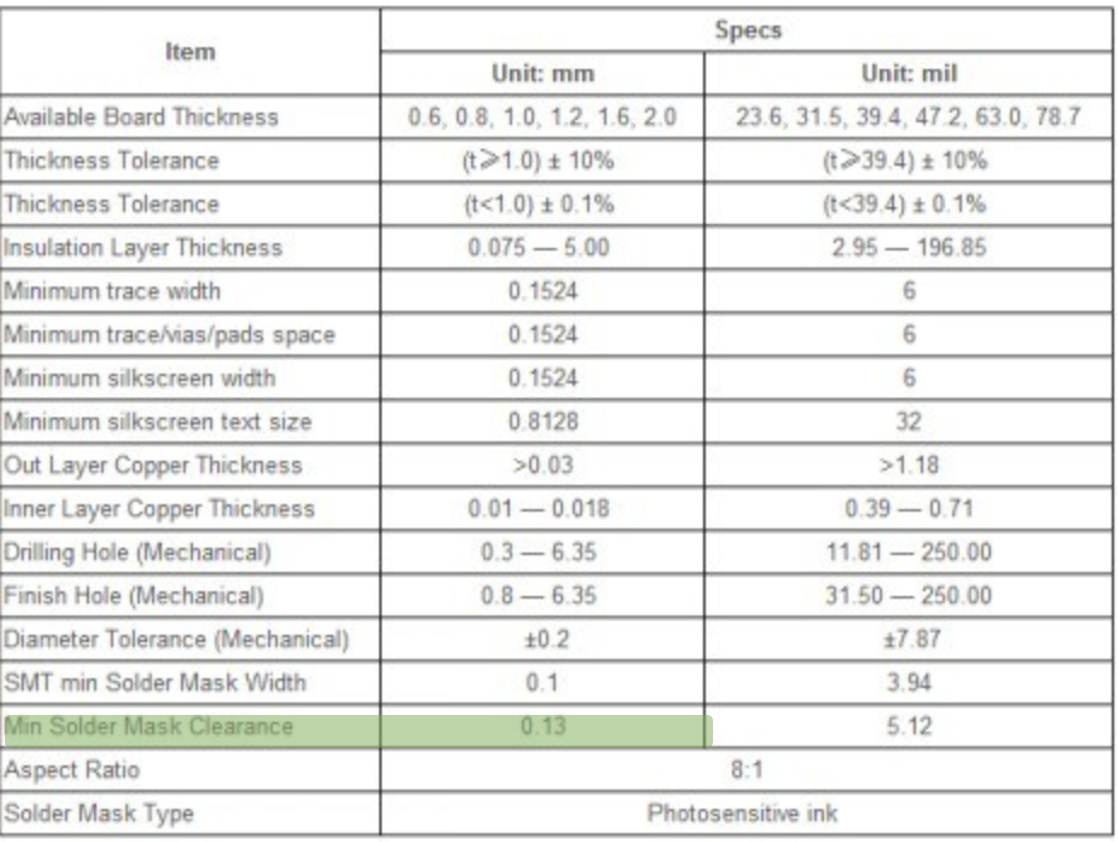 Item
Specs
Unit: mm
Unit: mil
Available Board Thickness 0.6, 0.8, 1.0, 1.2, 1.6, 2.0 23.6, 31.5, 39.4, 47.2, 63.0, 78.7
Thickness Tolerance (t⩾1.0) ± 10% (t⩾39.4) ± 10%
Thickness Tolerance (t<1.0) ± 0.1% (t<39.4) ± 0.1%
Insulation Layer Thickness 0.075 — 5.00 2.95 — 196.85
Minimum trace width 0.1524 6
Minimum trace/vias/pads space 0.1524 6
Minimum silkscreen width 0.1524 6
Minimum silkscreen text size 0.8128 32
Out Layer Copper Thickness >0.03 >1.18
Inner Layer Copper Thickness 0.01 — 0.018 0.39 — 0.71
Drilling Hole (Mechanical) 0.3 — 6.35 11.81 — 250.00
Finish Hole (Mechanical) 0.8 — 6.35 31.50 — 250.00
Diameter Tolerance (Mechanical) ±0.2 ±7.87
SMT min Solder Mask Width 0.1 3.94
Min Solder Mask Clearance 0.13 5.12
Aspect Ratio 8:1
Solder Mask Type Photosensitive ink